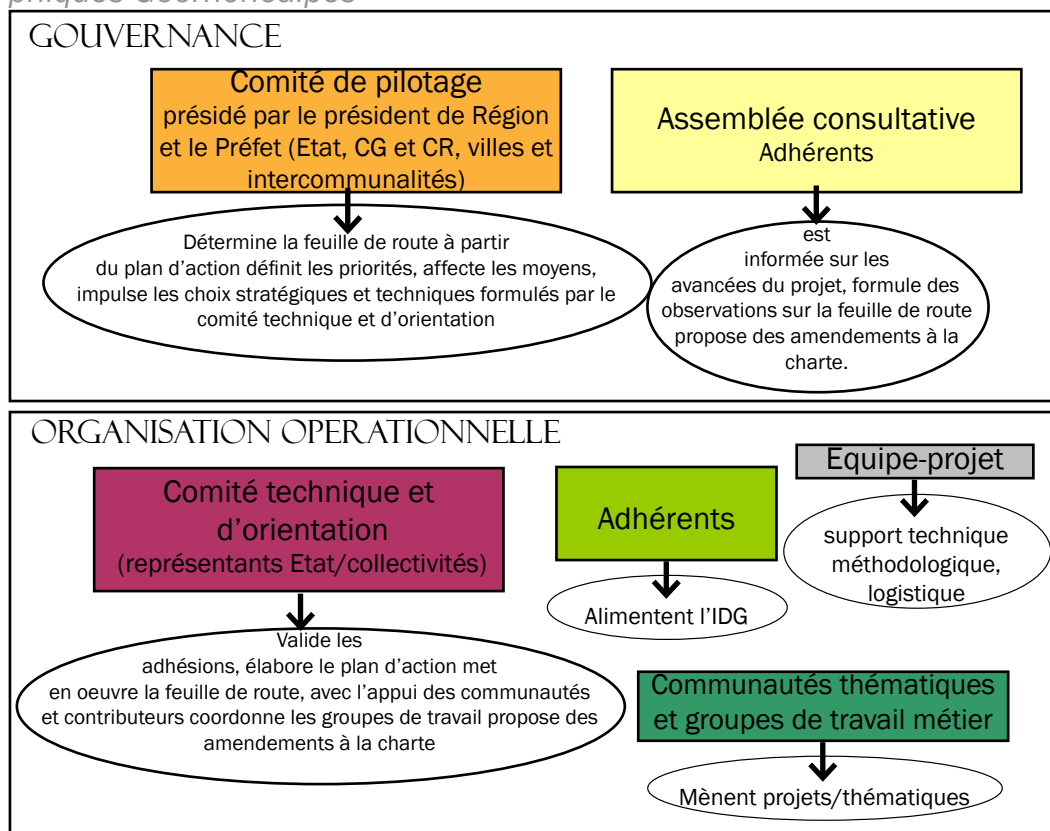 GOUVERNANCE
Comité de pilotage
présidé par le président de Région
et le Préfet (Etat, CG et CR, villes et
intercommunalités)
Assemblée consultative
Adhérents
Détermine la feuille de route à partir
du plan d'action définit les priorités, affecte les moyens,
impulse les choix stratégiques et techniques formulés par le
comité technique et d'orientation
est
informée sur les
avancées du projet, formule des
observations sur la feuille de route
propose des amendements à la
charte.
ORGANISATION OPERATIONNELLE
Comité technique et
d'orientation
(représentants Etat/collectivités)
Adhérents
Equipe-projet
support technique
méthodologique,
logistique
Alimentent l'IDG
Valide les
adhésions, élabore le plan d'action met
en oeuvre la feuille de route, avec l'appui des communautés
et contributeurs coordonne les groupes de travail propose des
amendements à la charte
Communautés thématiques
et groupes de travail métier
Mènent projets/thématiques